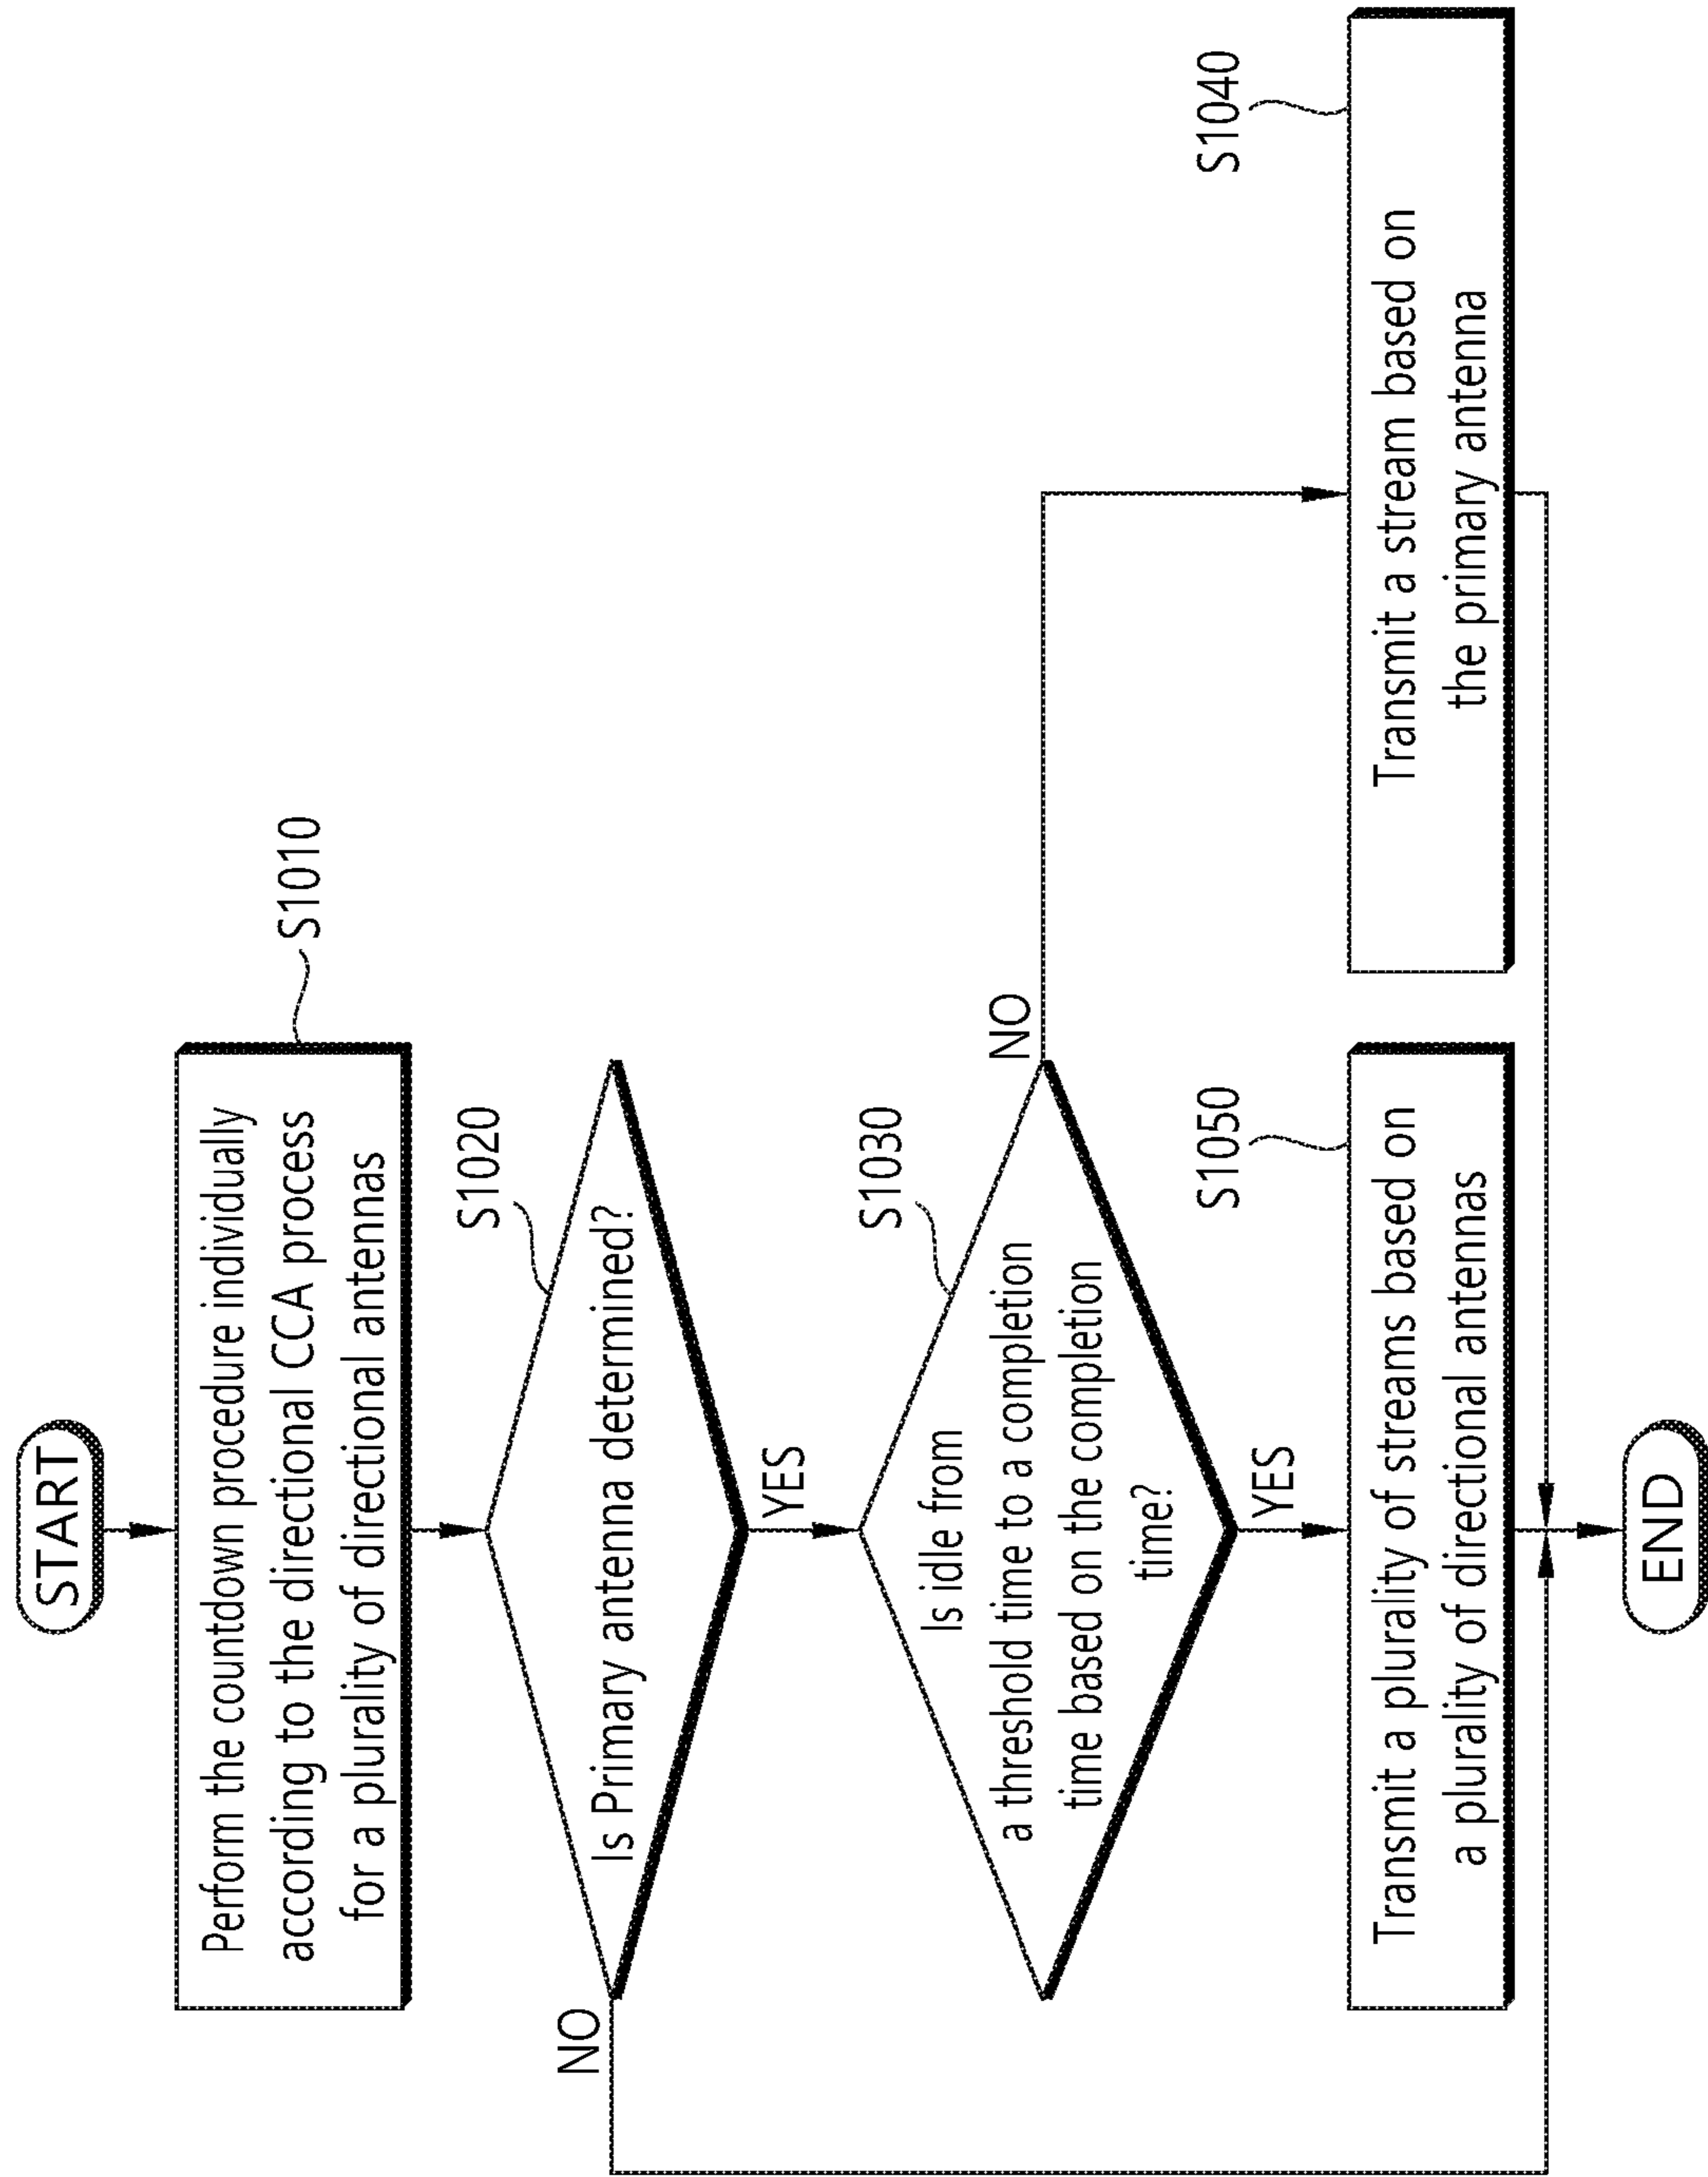 START
Perform the countdown procedure individually
according to the directional CCA process
for a plurality of directional antennas
S1010
S1020
Is Primary antenna determined?
NO
YES
S1030
Is idle from
a threshold time to a completion
time based on the completion
time?
NO
YES
S1050
Transmit a plurality of streams based on
a plurality of directional antennas
S1040
Transmit a stream based on
the primary antenna
END